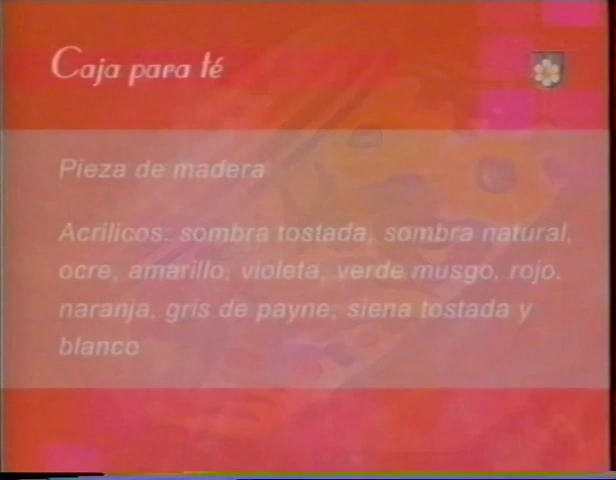 Caja para té
Pieza de madera
Acrilicos: sombra tostada, sombra natural,
ocre, amarillo, violeta, verde musgo, rojo,
naranja, gris de payne, siena tostada y
blanco